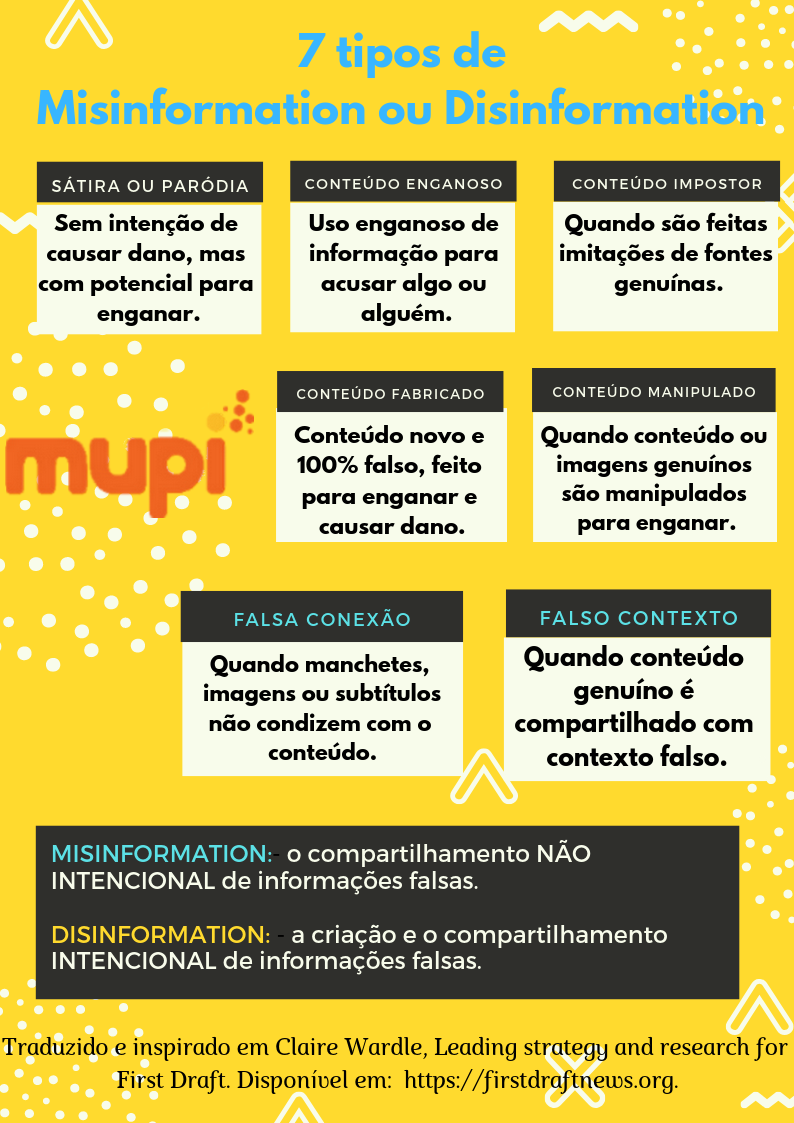 7 tipos de
Misinformation ou Disinformation
SÁTIRA OU PARÓDIA
Sem intenção de
causar dano, mas
com potencial para
enganar.
CONTEÚDO ENGANOSO
Uso enganoso de
informação para
acusar algo ou
alguém.
CONTEÚDO IMPOSTOR
Quando são feitas
imitações de fontes
genuínas.
mupi
CONTEÚDO FABRICADO
Conteúdo novo e
100% falso, feito
para enganar e
causar dano.
CONTEÚDO MANIPULADO
Quando conteúdo ou
imagens genuínos
são manipulados
para enganar.
FALSA CONEXÃO
Quando manchetes,
imagens ou subtítulos
não condizem com o
conteúdo.
FALSO CONTEXTO
Quando conteúdo
genuíno é
compartilhado com
contexto falso.
MISINFORMATION:- o compartilhamento NÃO
INTENCIONAL de informações falsas.
DISINFORMATION: - a criação e o compartilhamento
INTENCIONAL de informações falsas.
Traduzido e inspirado em Claire Wardle, Leading strategy and research for
First Draft. Disponível em: https://firstdraftnews.org.